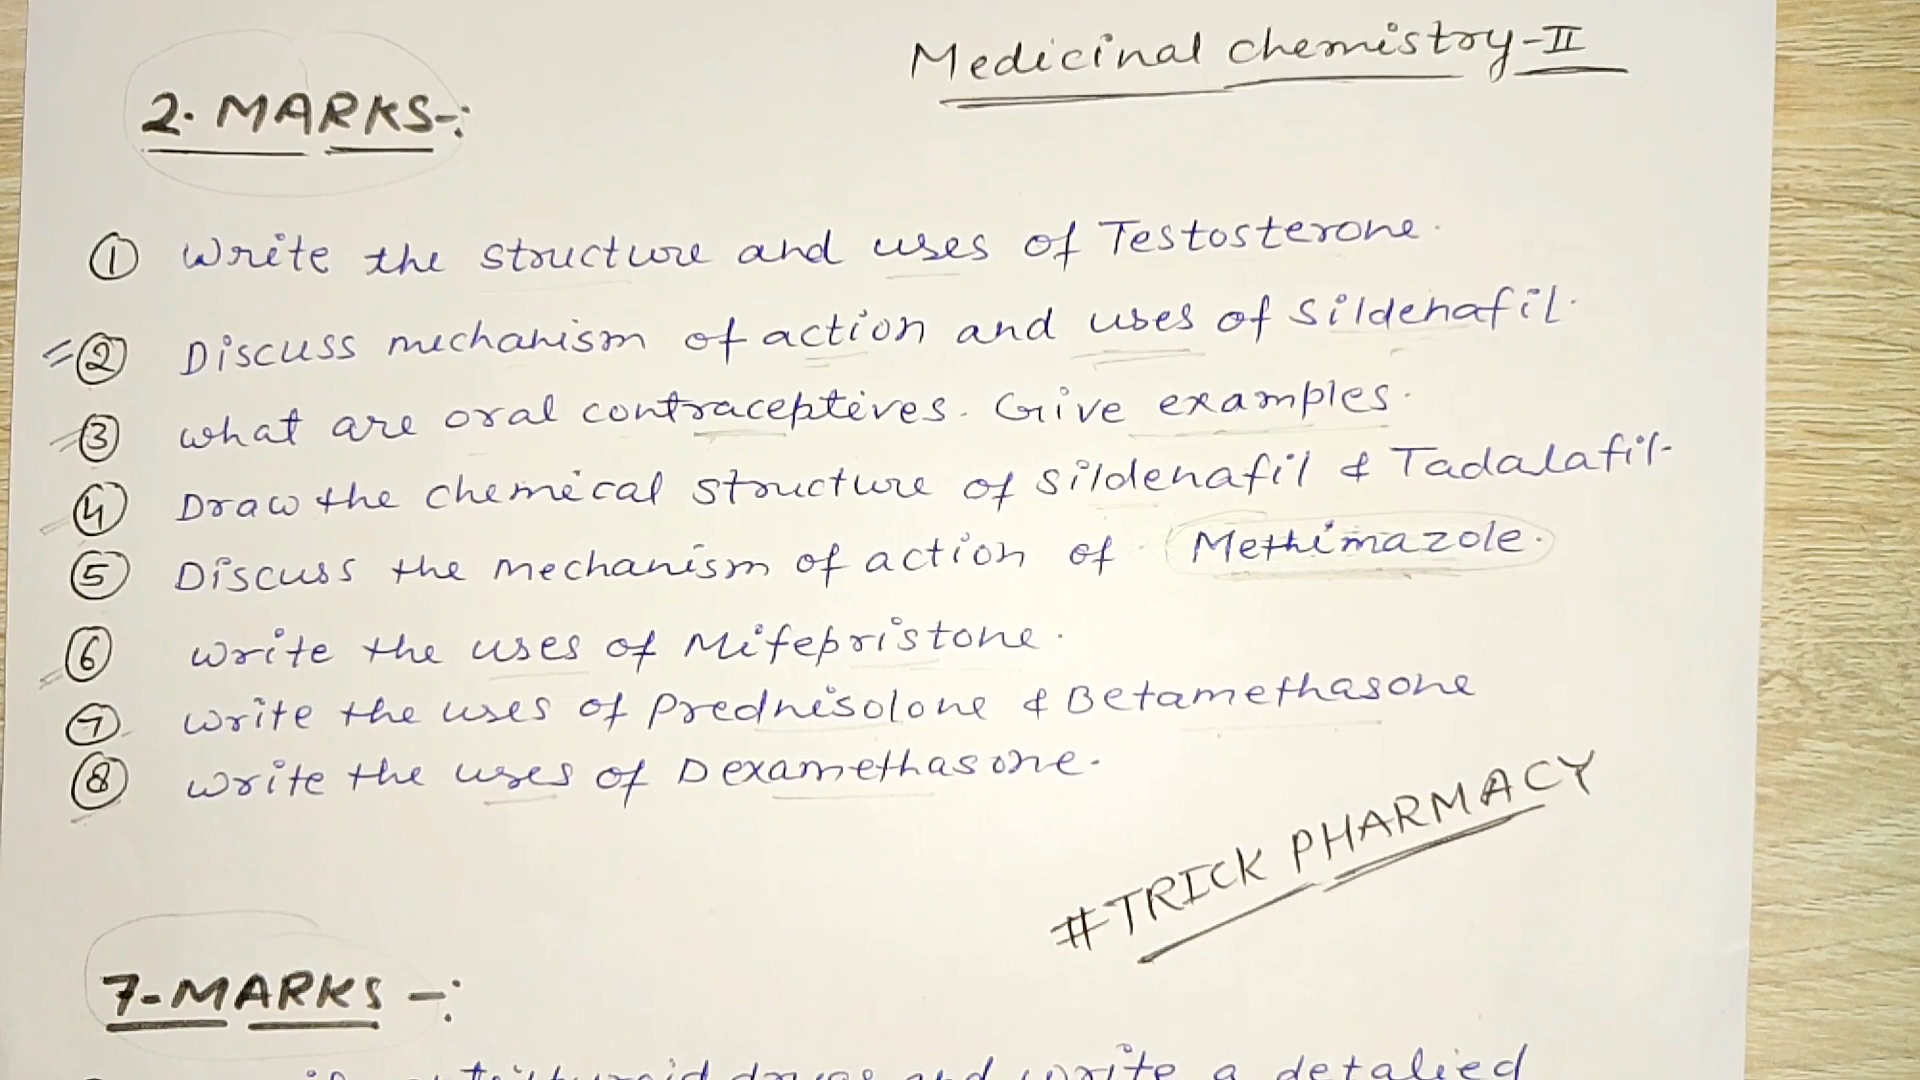 Medicinal chemistry-II
2. MARKS-:
① Write the structure and uses of Testosterone.
② Discuss mechanism of action and uses of Sildenafil.
③ What are oral contraceptives. Give examples.
④ Draw the chemical structure of Sildenafil & Tadalafil.
⑤ Discuss the mechanism of action of Methimazole.
⑥ Write the uses of Mifepristone.
⑦ Write the uses of Prednisolone & Betamethasone
⑧ Write the uses of Dexamethasone.
#TRICK PHARMACY
7-MARKS -:
and write a detalied